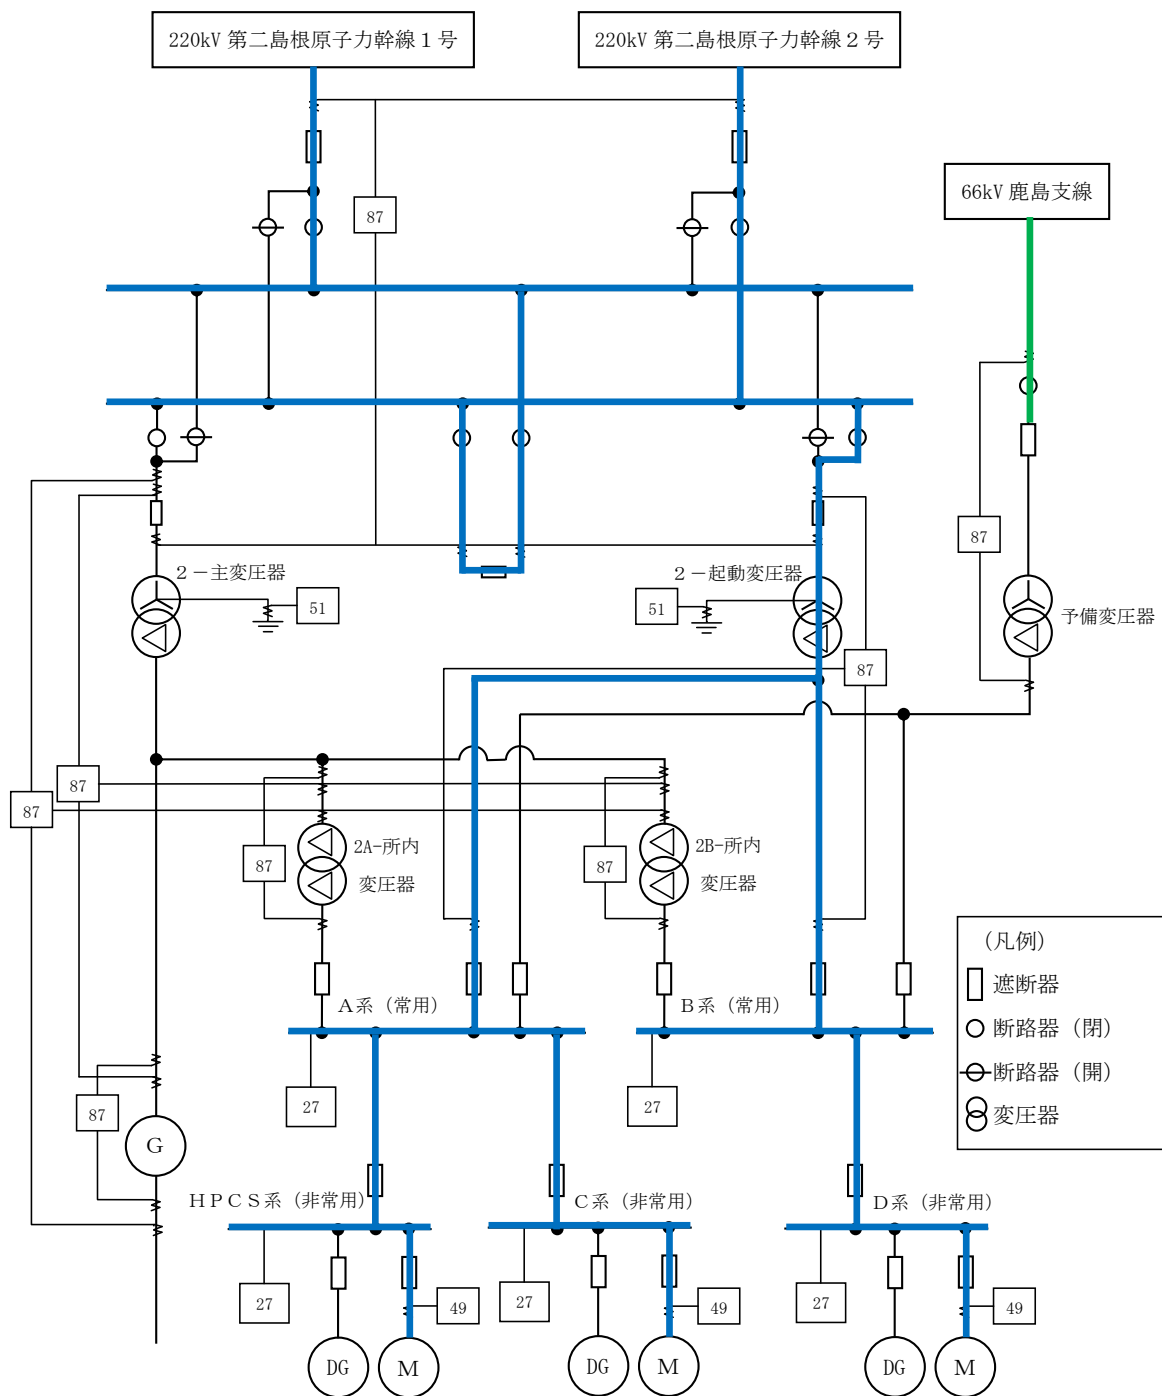 220kV 第二島根原子力幹線１号
220kV 第二島根原子力幹線２号
66kV 鹿島支線
87
87
２－主変圧器
51
２－起動変圧器
51
予備変圧器
87
87
87
2A-所内
変圧器
87
2B-所内
変圧器
87
87
（凡例）
遮断器
断路器（閉）
断路器（開）
変圧器
Ａ系（常用）
Ｂ系（常用）
27
27
87
G
ＨＰＣＳ系（非常用）
Ｃ系（非常用）
Ｄ系（非常用）
27
49
27
49
27
49
DG
M
DG
M
DG
M